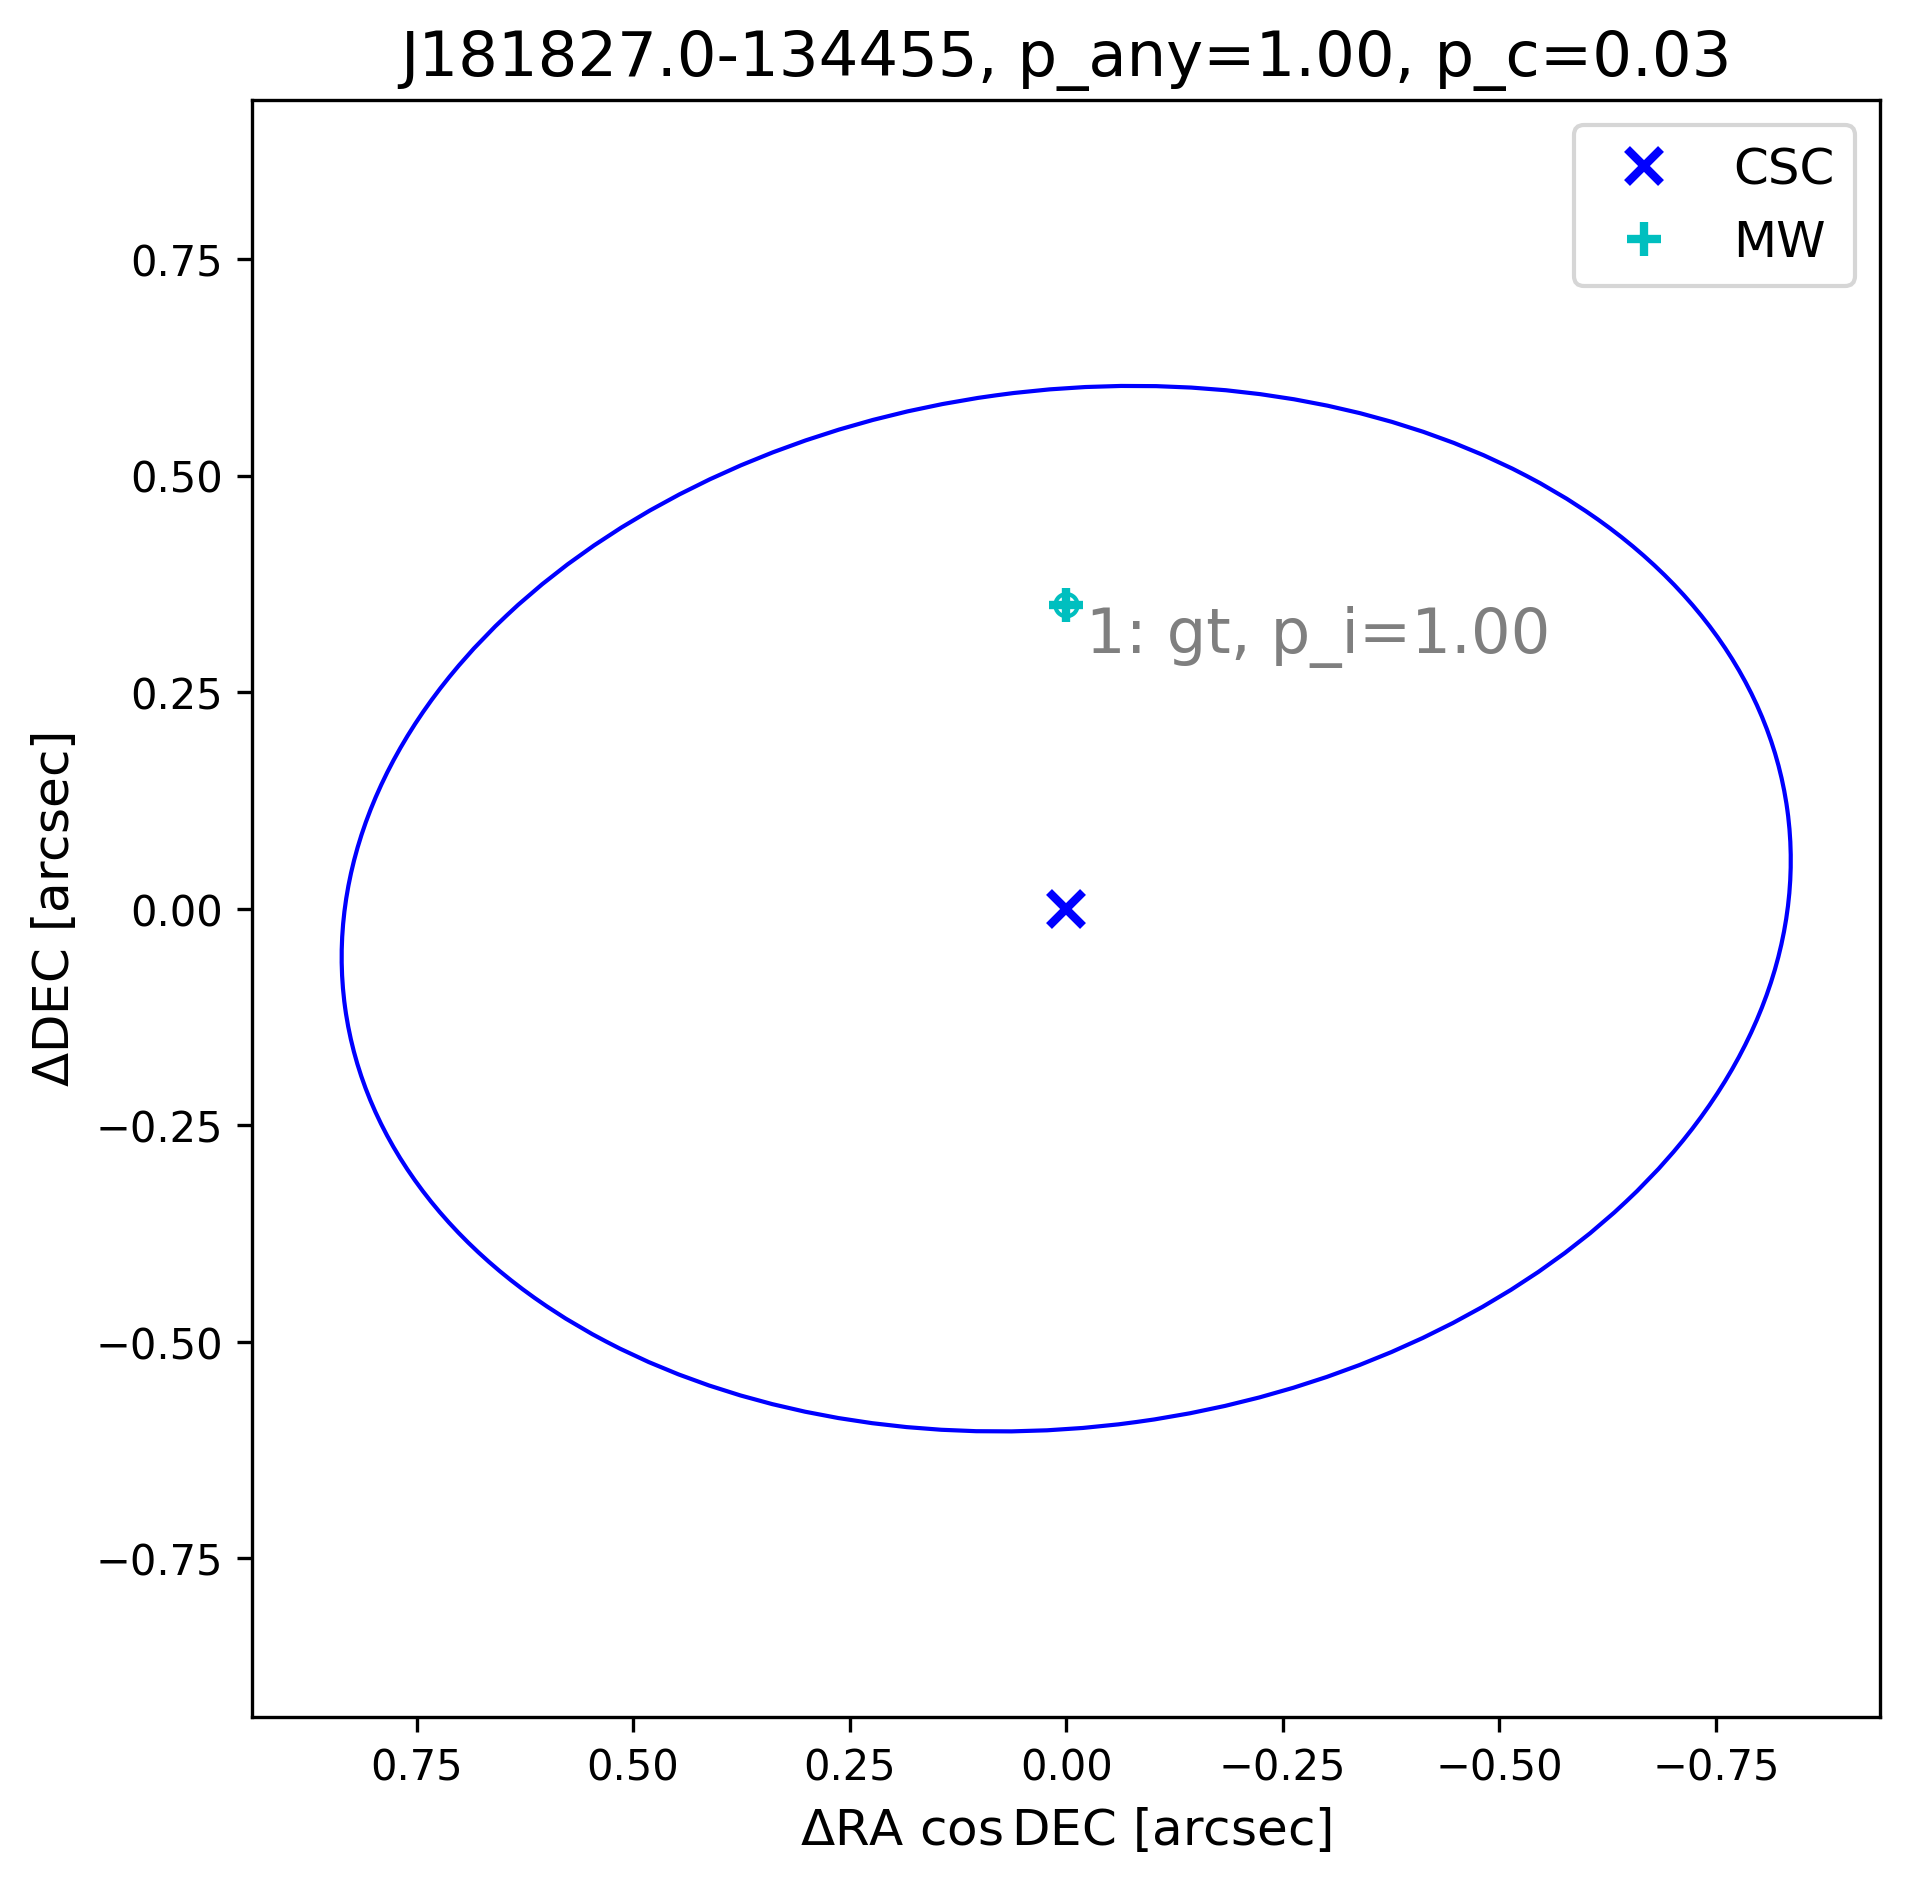 J181827.0-134455, p_any=1.00, p_c=0.03
CSC
MW
0.75
0.50
1: gt, p_i=1.00
0.25
ΔDEC [arcsec]
0.00
−0.25
−0.50
−0.75
0.75 0.50 0.25 0.00 −0.25 −0.50 −0.75
ΔRA cos DEC [arcsec]